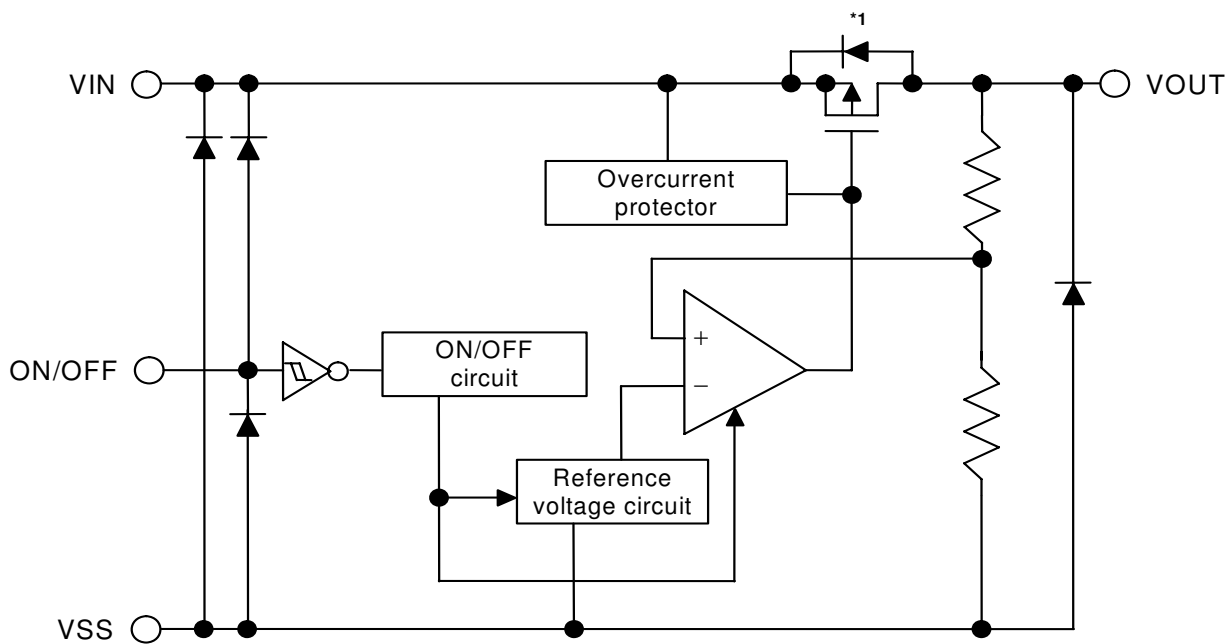 *1
VIN
VOUT
Overcurrent
protector
+
−
ON/OFF
ON/OFF
circuit
Reference
voltage circuit
VSS